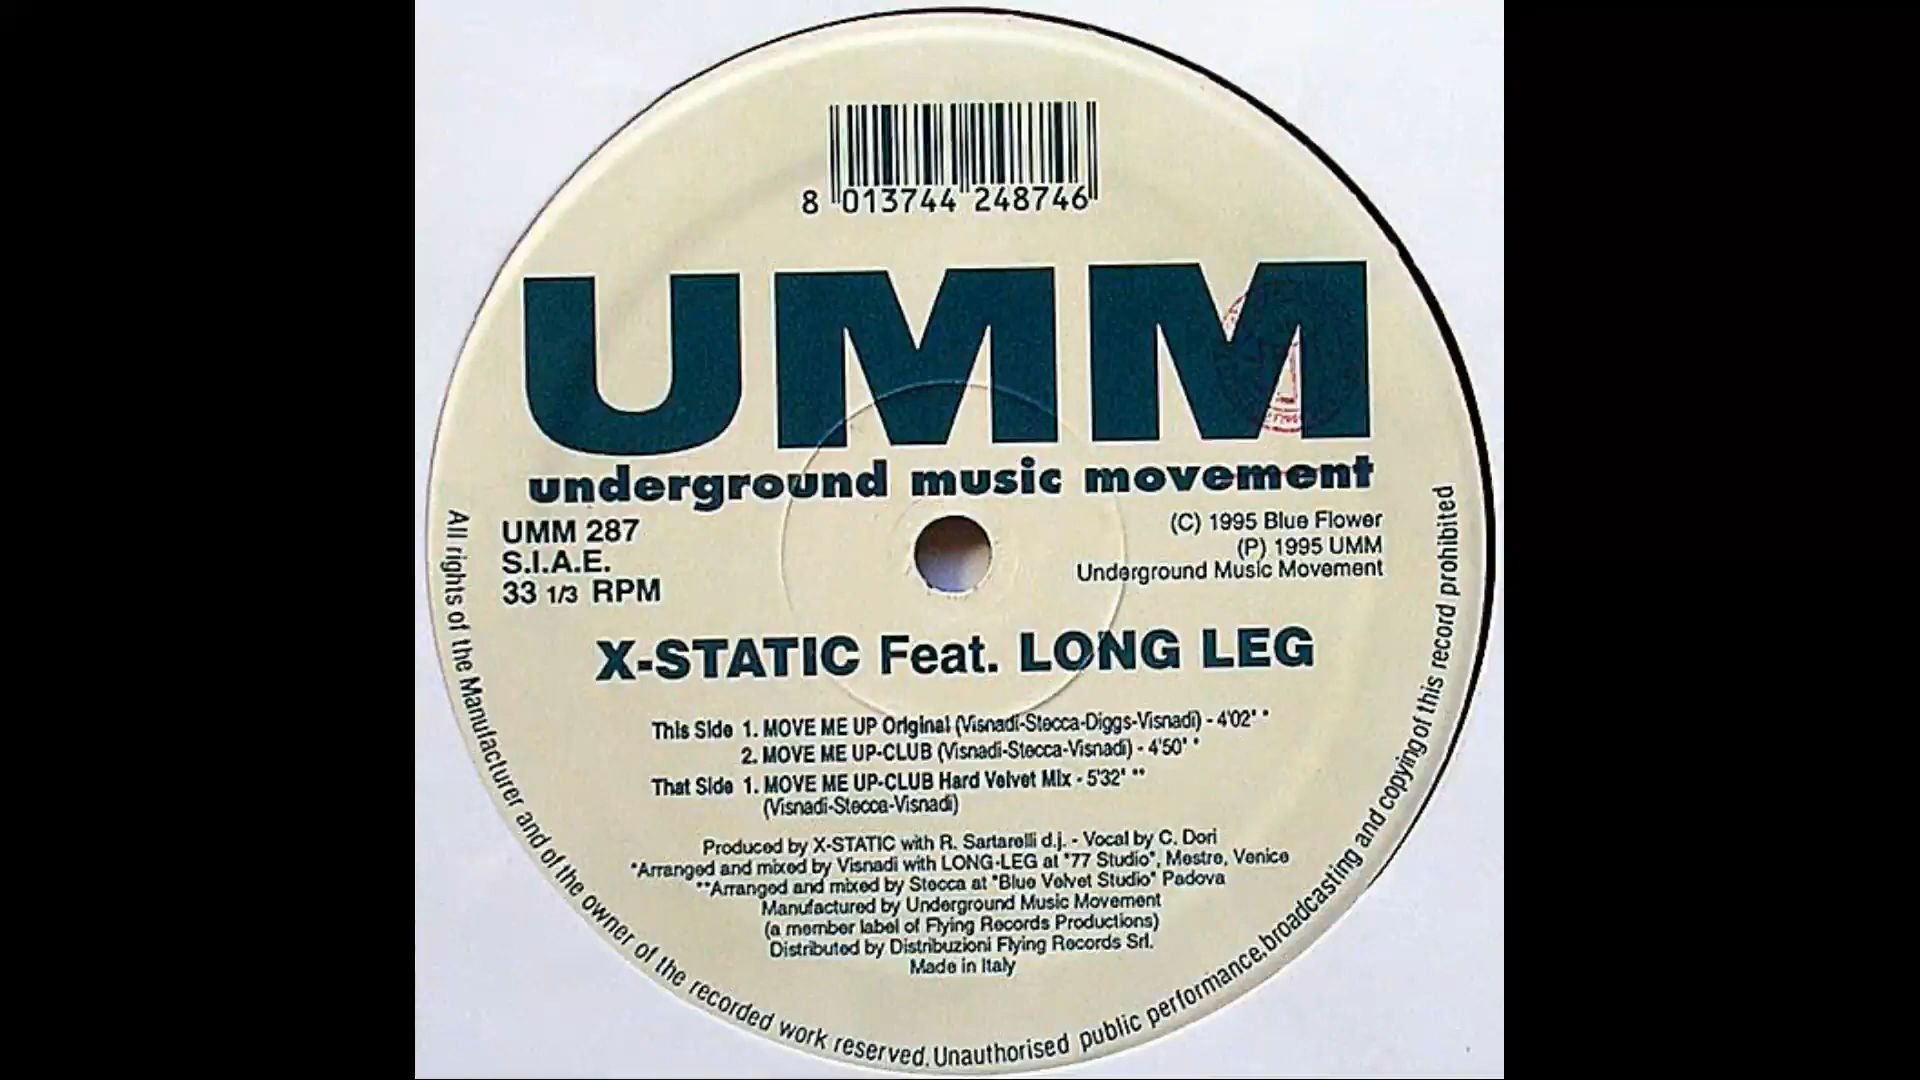 8 013744 248746
UMM
underground music movement
UMM 287
S.I.A.E.
33 1/3 RPM
(C) 1995 Blue Flower
(P) 1995 UMM
Underground Music Movement
X-STATIC Feat. LONG LEG
This Side 1. MOVE ME UP Original (Visnadi-Stecca-Diggs-Visnadi) - 4'02" *
2. MOVE ME UP-CLUB (Visnadi-Stecca-Visnadi) - 4'50" *
That Side 1. MOVE ME UP-CLUB Hard Velvet Mix - 5'32" **
(Visnadi-Stecca-Visnadi)
Produced by X-STATIC with R. Sartarelli d.j. - Vocal by C. Dori
*Arranged and mixed by Visnadi with LONG-LEG at "77 Studio", Mestre, Venice
**Arranged and mixed by Stecca at "Blue Velvet Studio" Padova
Manufactured by Underground Music Movement
(a member label of Flying Records Productions)
Distributed by Distribuzioni Flying Records Srl.
Made in Italy
All rights of the Manufacturer and of the owner of the recorded work reserved. Unauthorised public performance, broadcasting and copying of this record prohibited